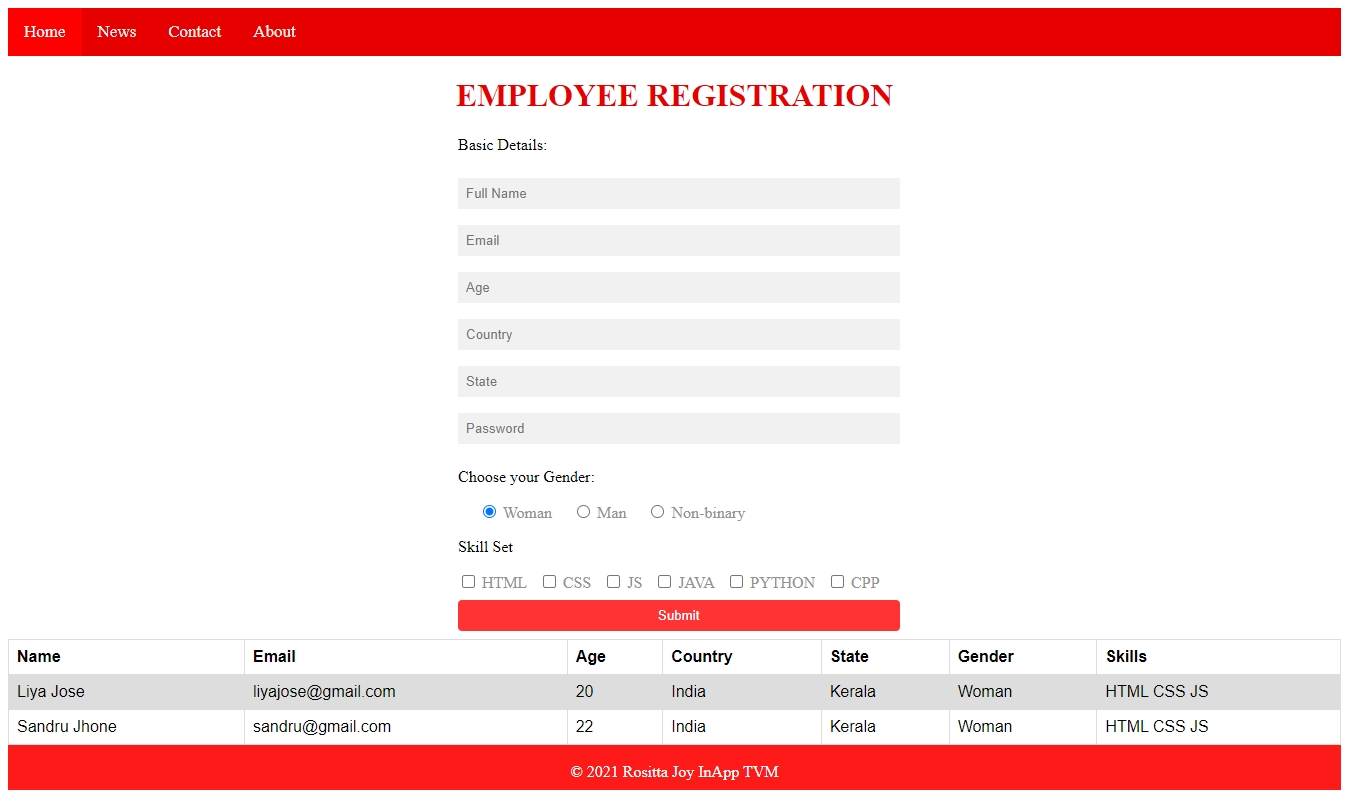 Home News Contact About
EMPLOYEE REGISTRATION
Basic Details:
Full Name
Email
Age
Country
State
Password
Choose your Gender:
Woman Man Non-binary
Skill Set
HTML CSS JS JAVA PYTHON CPP
Submit
Name Email Age Country State Gender Skills
Liya Jose liyajose@gmail.com 20 India Kerala Woman HTML CSS JS
Sandru Jhone sandru@gmail.com 22 India Kerala Woman HTML CSS JS
© 2021 Rositta Joy InApp TVM